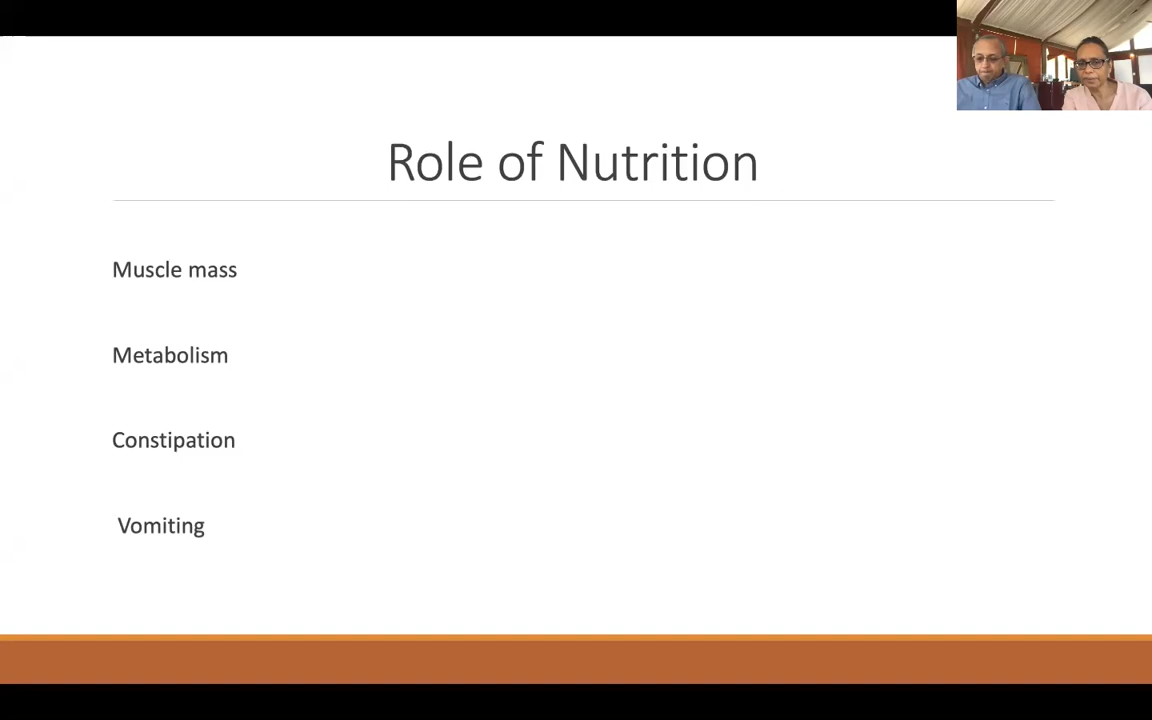 Role of Nutrition
Muscle mass
Metabolism
Constipation
Vomiting